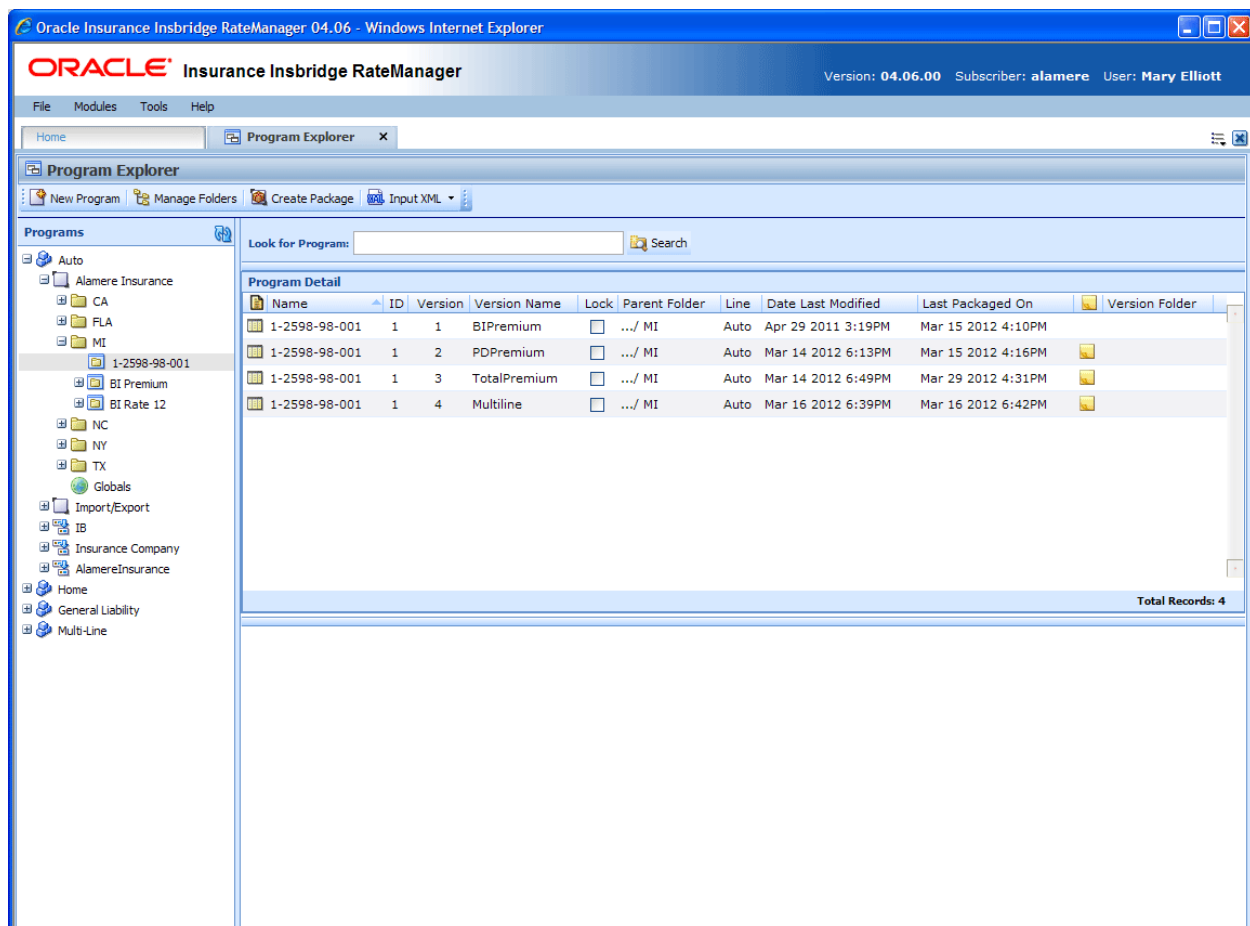 Oracle Insurance Insbridge RateManager 04.06 - Windows Internet Explorer
ORACLE Insurance Insbridge RateManager
Version: 04.06.00 Subscriber: alamere User: Mary Elliott
File Modules Tools Help
Home Program Explorer x
Program Explorer
New Program Manage Folders Create Package Input XML
Programs
Auto
Alamere Insurance
CA
FLA
MI
1-2598-98-001
BI Premium
BI Rate 12
NC
NY
TX
Globals
Import/Export
IB
Insurance Company
AlamereInsurance
Home
General Liability
Multi-Line
Look for Program: Search
Program Detail
Name ID Version Version Name Lock Parent Folder Line Date Last Modified Last Packaged On Version Folder
1-2598-98-001 1 1 BIPremium .../ MI Auto Apr 29 2011 3:19PM Mar 15 2012 4:10PM
1-2598-98-001 1 2 PDPremium .../ MI Auto Mar 14 2012 6:13PM Mar 15 2012 4:16PM
1-2598-98-001 1 3 TotalPremium .../ MI Auto Mar 14 2012 6:49PM Mar 29 2012 4:31PM
1-2598-98-001 1 4 Multiline .../ MI Auto Mar 16 2012 6:39PM Mar 16 2012 6:42PM
Total Records: 4